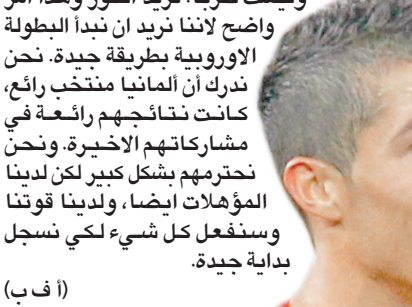 واضح لاننا نريد ان نبدأ البطولة
الاوروبية بطريقة جيدة. نحن
ندرك أن ألمانيا منتخب رائع،
كانت نتائجهم رائعة في
مشاركاتهم الاخيرة. ونحن
نحترمهم بشكل كبير لكن لدينا
المؤهلات ايضا، ولدينا قوتنا
وسنفعل كل شيء لكي نسجل
بداية جيدة.
(أ ف ب)